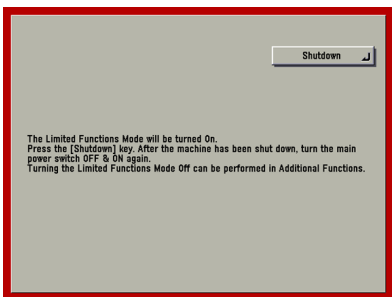 Shutdown
The Limited Functions Mode will be turned On.
Press the [Shutdown] key. After the machine has been shut down, turn the main
power switch OFF & ON again.
Turning the Limited Functions Mode Off can be performed in Additional Functions.